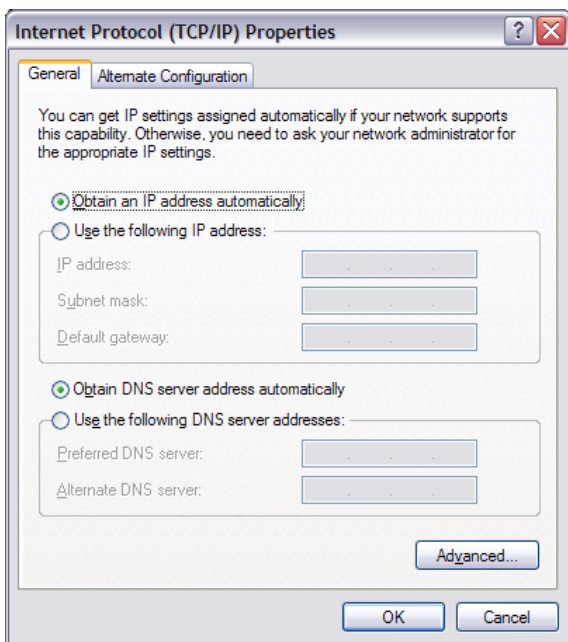 Internet Protocol (TCP/IP) Properties
General
Alternate Configuration
You can get IP settings assigned automatically if your network supports
this capability. Otherwise, you need to ask your network administrator for
the appropriate IP settings.
Obtain an IP address automatically
Use the following IP address:
IP address:
Subnet mask:
Default gateway:
Obtain DNS server address automatically
Use the following DNS server addresses:
Preferred DNS server:
Alternate DNS server:
Advanced...
OK
Cancel